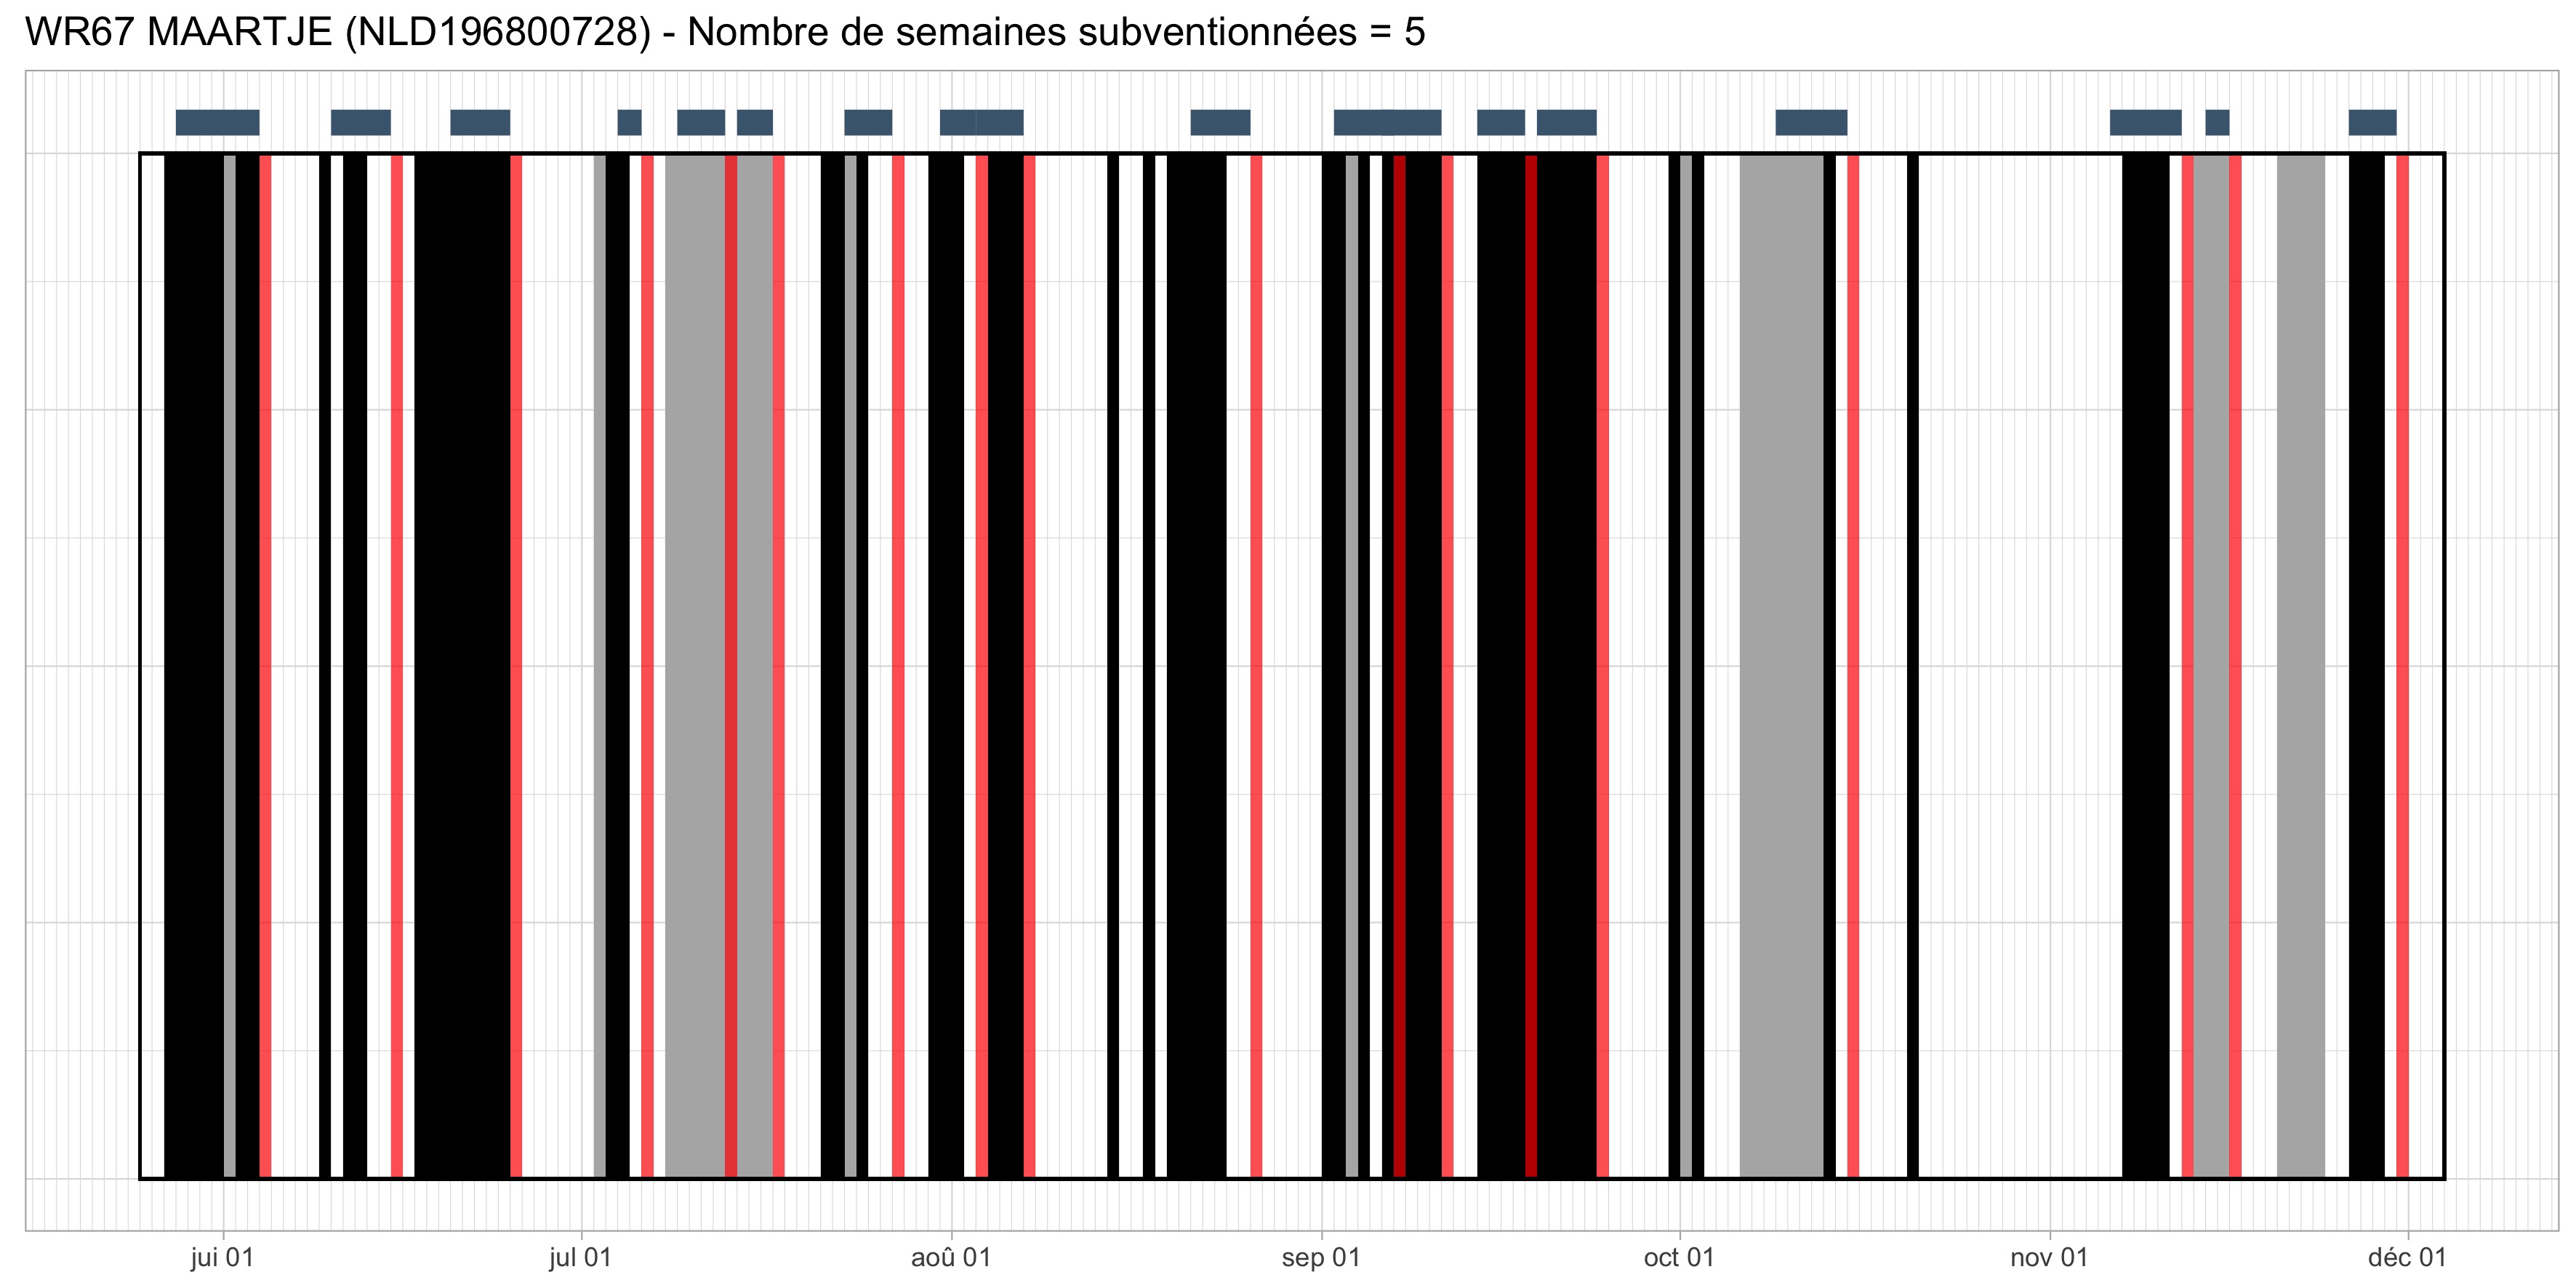 WR67 MAARTJE (NLD196800728) - Nombre de semaines subventionnées = 5
jui 01 jul 01 aoû 01 sep 01 oct 01 nov 01 déc 01